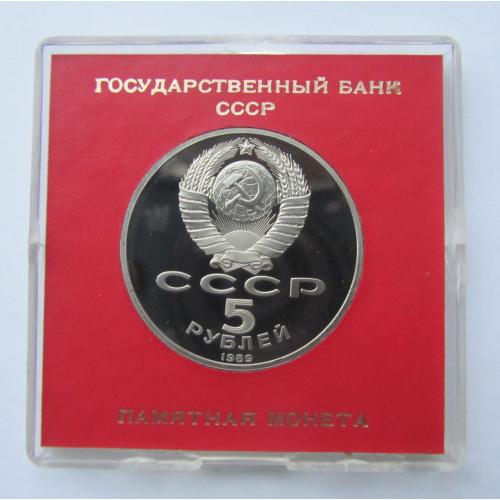 ГОСУДАРСТВЕННЫЙ БАНК
СССР
СССР
5
РУБЛЕЙ
1989
ПАМЯТНАЯ МОНЕТА